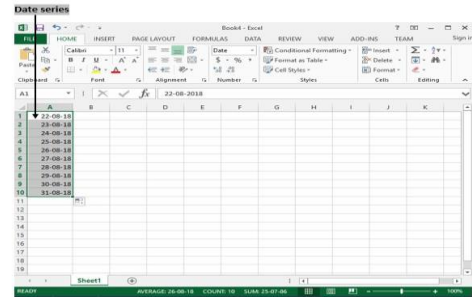 Date series
Book4 - Excel
FILE HOME INSERT PAGE LAYOUT FORMULAS DATA REVIEW VIEW ADD-INS TEAM Sign in
Calibri 11 Date Conditional Formatting Insert
Paste B I U $ % Format as Table Delete
Cell Styles Format
Clipboard Font Alignment Number Styles Cells Editing
A1 fx 22-08-2018
A B C D E F G H I J K
1 22-08-18
2 23-08-18
3 24-08-18
4 25-08-18
5 26-08-18
6 27-08-18
7 28-08-18
8 29-08-18
9 30-08-18
10 31-08-18
11
12
13
14
15
16
17
18
19
Sheet1
READY AVERAGE: 26-08-18 COUNT: 10 SUM: 25-07-86 100%